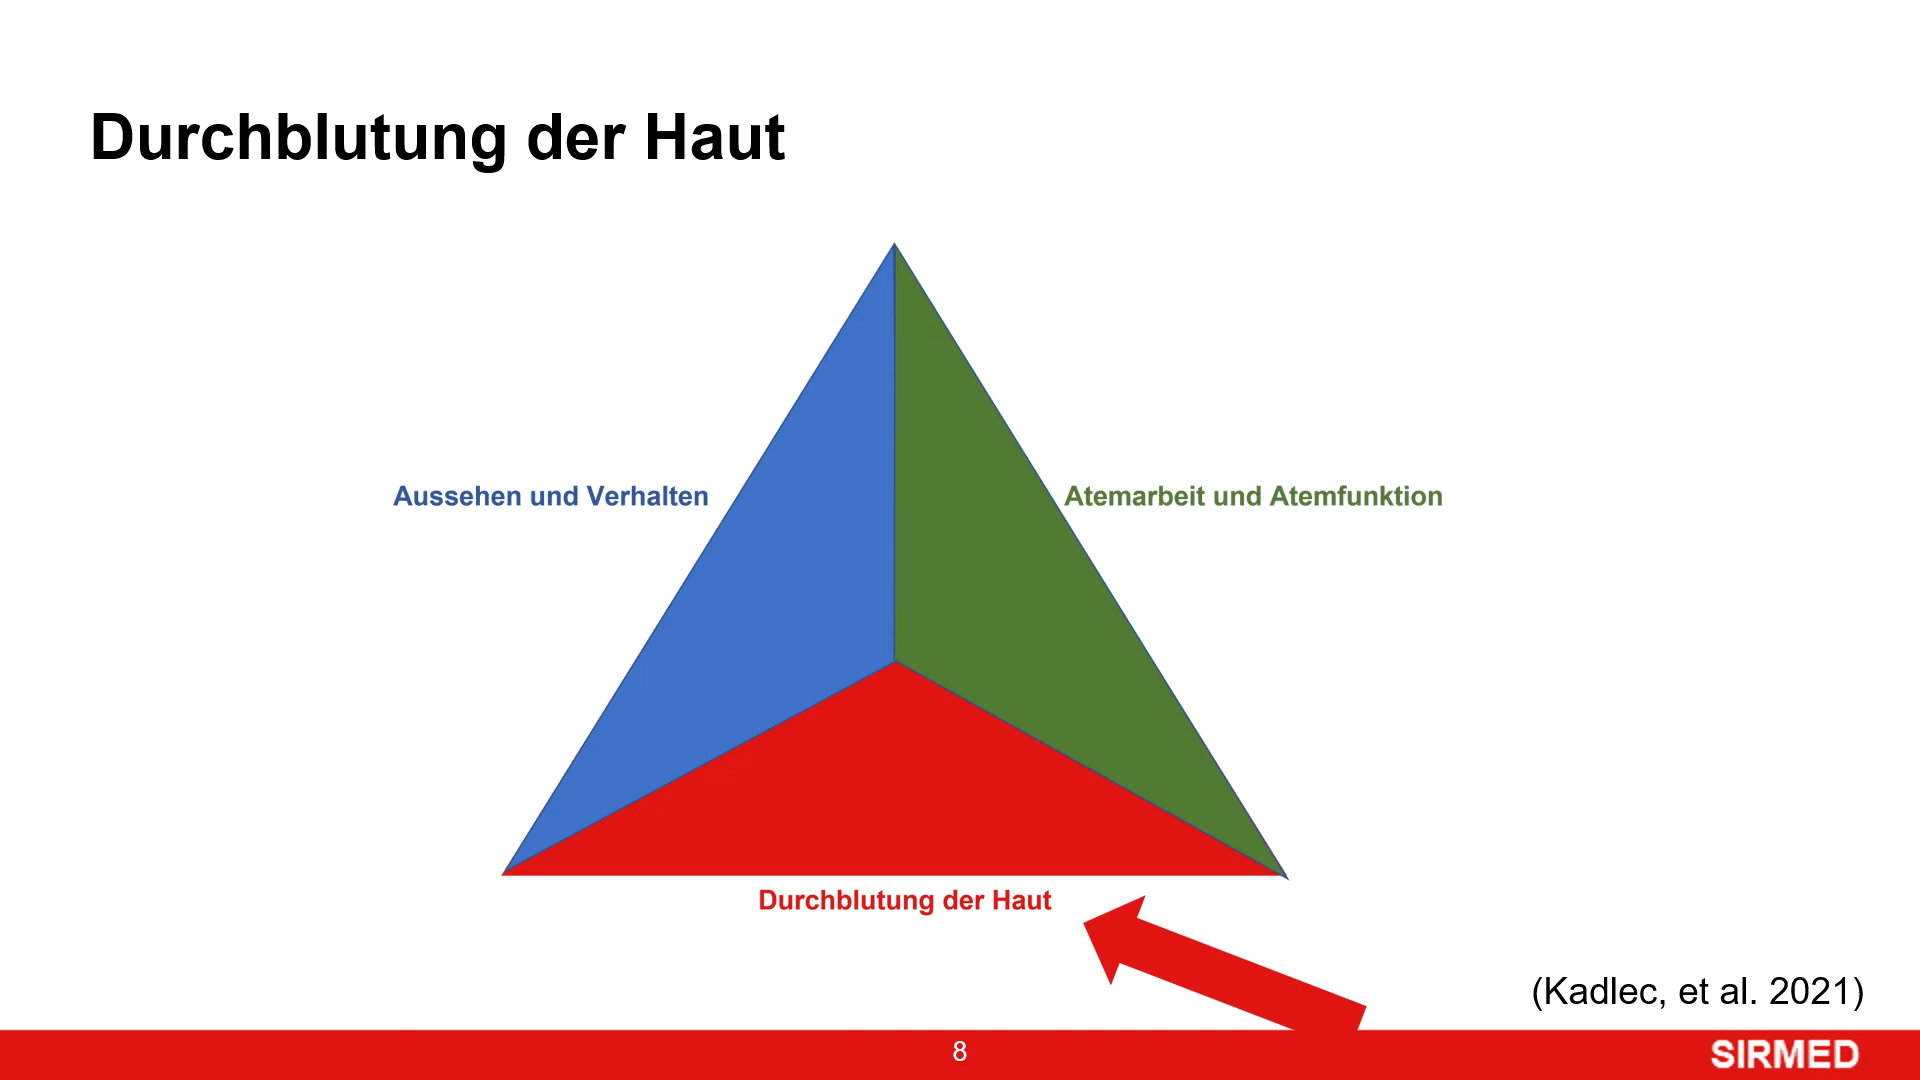 Durchblutung der Haut
Aussehen und Verhalten
Atemarbeit und Atemfunktion
Durchblutung der Haut
(Kadlec, et al. 2021)
8
SIRMED